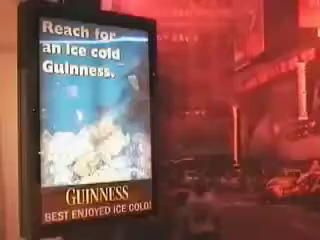 Reach for
an ice cold
Guinness.
GUINNESS
BEST ENJOYED ICE COLD!